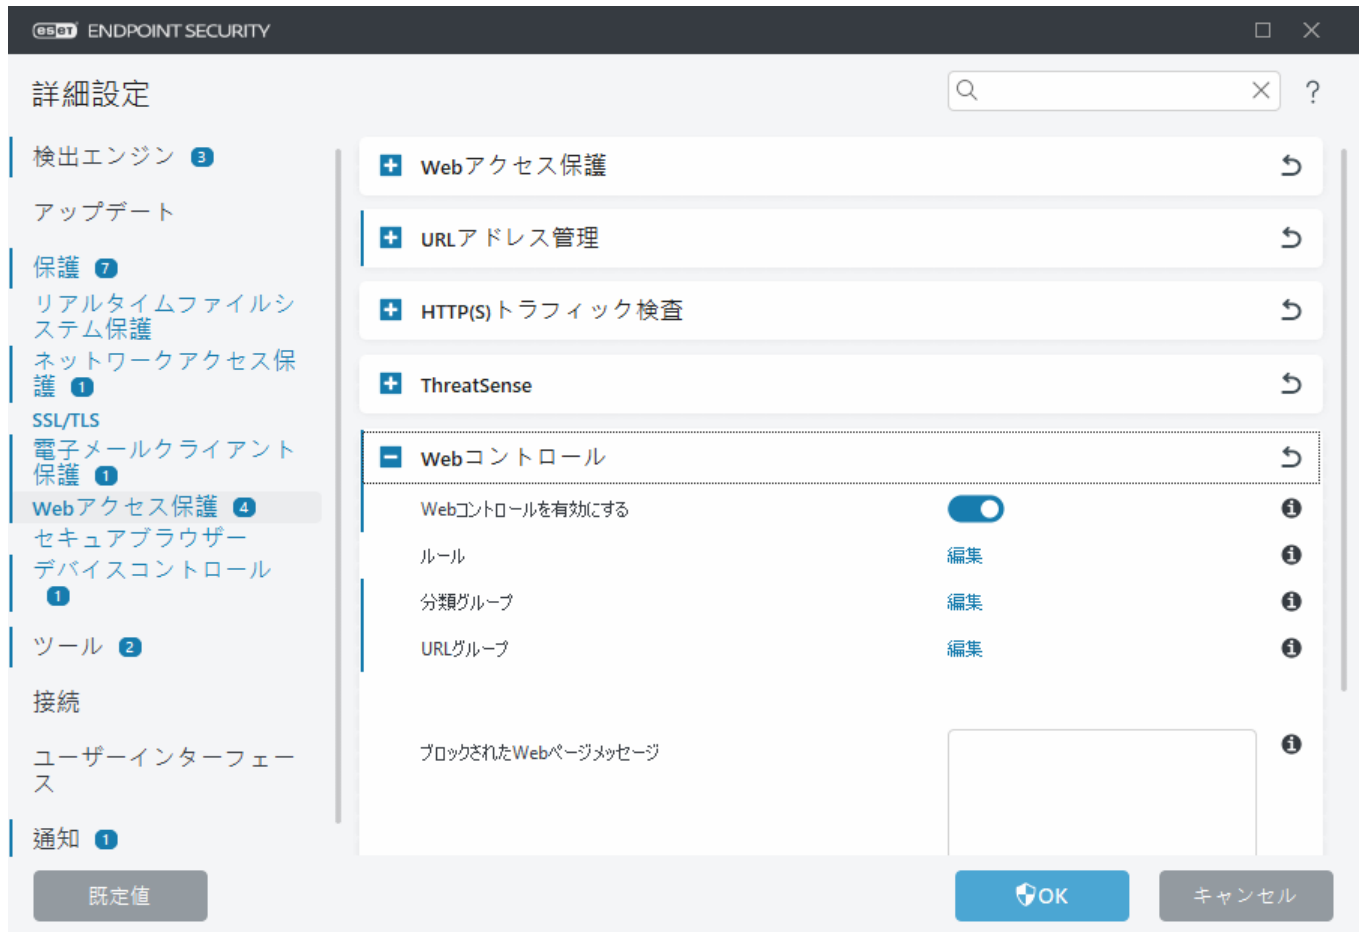 eset ENDPOINT SECURITY
詳細設定
?
検出エンジン 3
アップデート
保護 7
リアルタイムファイルシ
ステム保護
ネットワークアクセス保
護 1
SSL/TLS
電子メールクライアント
保護 1
Webアクセス保護 4
セキュアブラウザー
デバイスコントロール
1
ツール 2
接続
ユーザーインターフェー
ス
通知 1
Webアクセス保護
URLアドレス管理
HTTP(S)トラフィック検査
ThreatSense
Webコントロール
Webコントロールを有効にする
ルール 編集
分類グループ 編集
URLグループ 編集
ブロックされたWebページメッセージ
既定値
OK
キャンセル